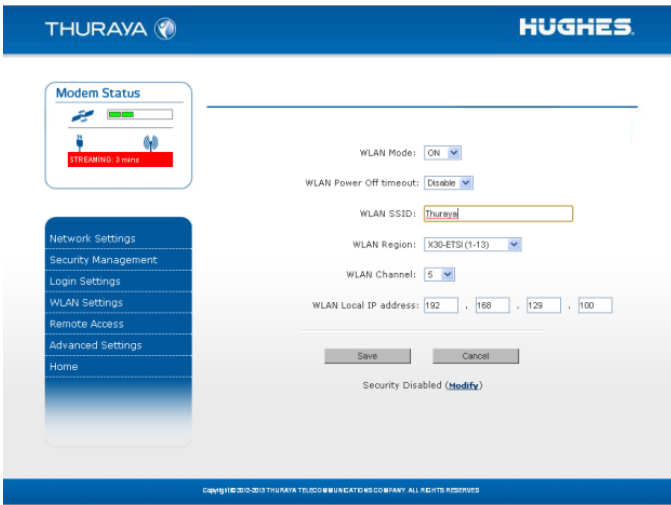 THURAYA
HUGHES.
Modem Status
STREAMING: 3 mins
Network Settings
Security Management
Login Settings
WLAN Settings
Remote Access
Advanced Settings
Home
WLAN Mode: ON
WLAN Power Off timeout: Disable
WLAN SSID: Thuraya
WLAN Region: X30-ETSI (1-13)
WLAN Channel: 5
WLAN Local IP address: 192 . 168 . 129 . 100
Save Cancel
Security Disabled (Modify)
Copyright© 2012-2013 THURAYA TELECOMMUNICATIONS COMPANY. ALL RIGHTS RESERVED